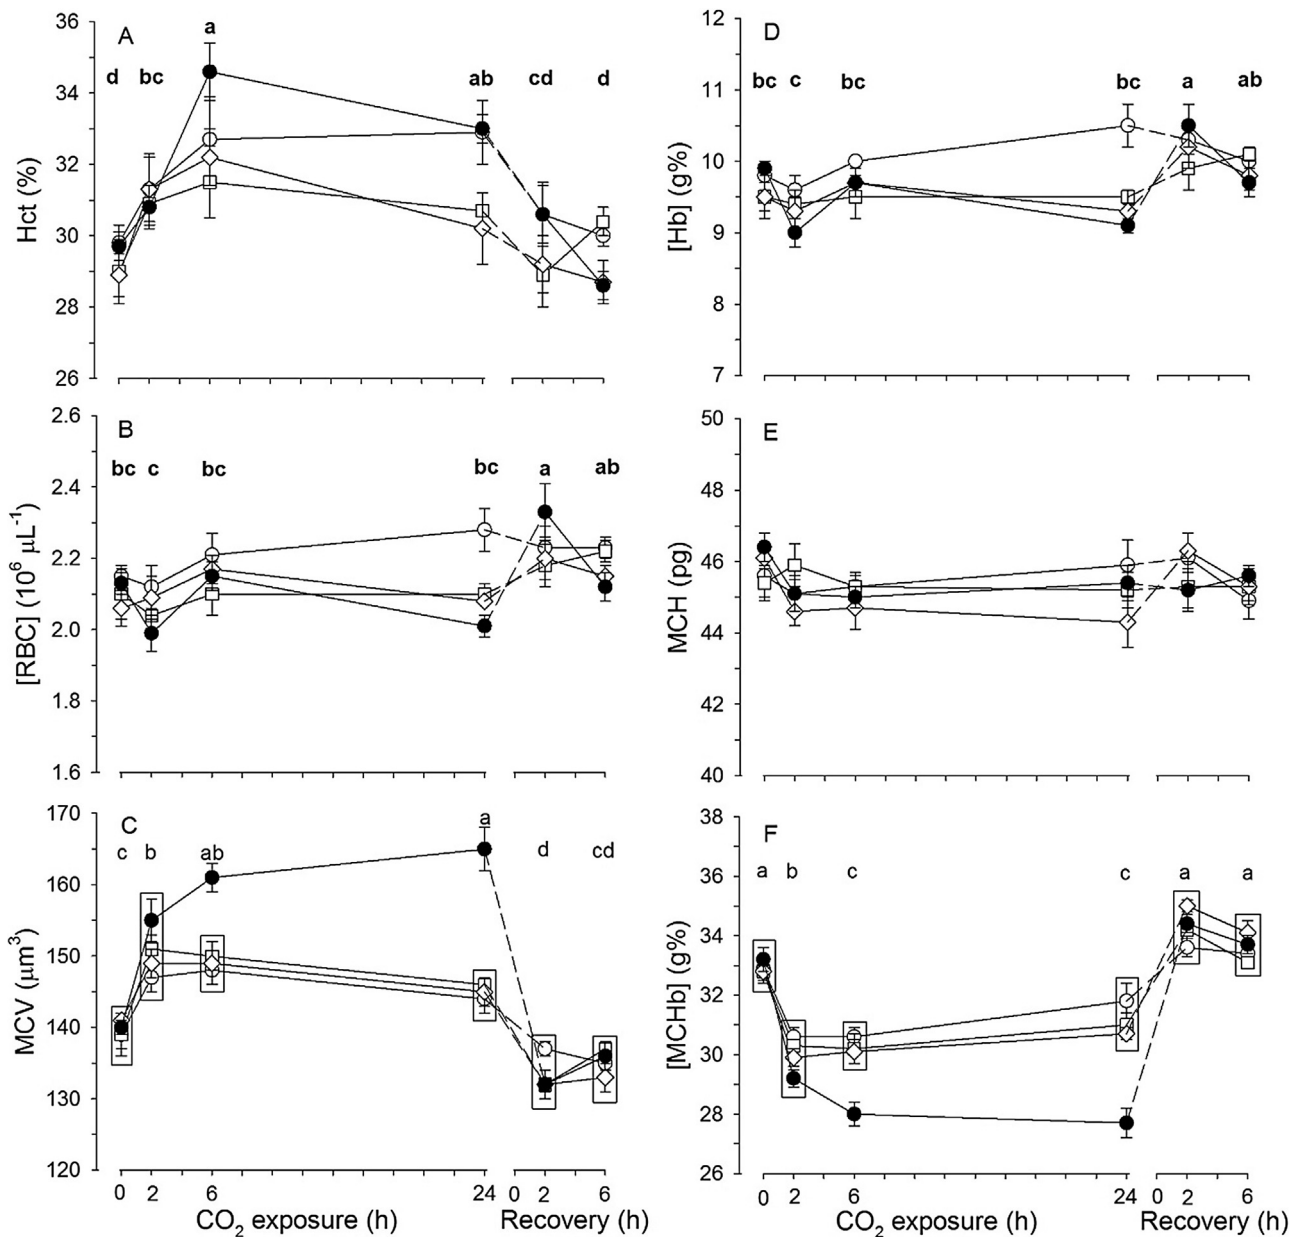 A
a
d bc ab cd d
36
34
32
30
28
26
Hct (%)
D
bc c bc bc a ab
12
11
10
9
8
7
[Hb] (g%)
B
bc c bc bc a ab
2.6
2.4
2.2
2.0
1.8
1.6
[RBC] (10⁶ μL⁻¹)
E
50
48
46
44
42
40
MCH (pg)
C
c b ab a d cd
170
160
150
140
130
120
MCV (μm³)
0 2 6 24 0 2 6
CO₂ exposure (h) Recovery (h)
F
a b c c a a
38
36
34
32
30
28
26
[MCHb] (g%)
0 2 6 24 0 2 6
CO₂ exposure (h) Recovery (h)